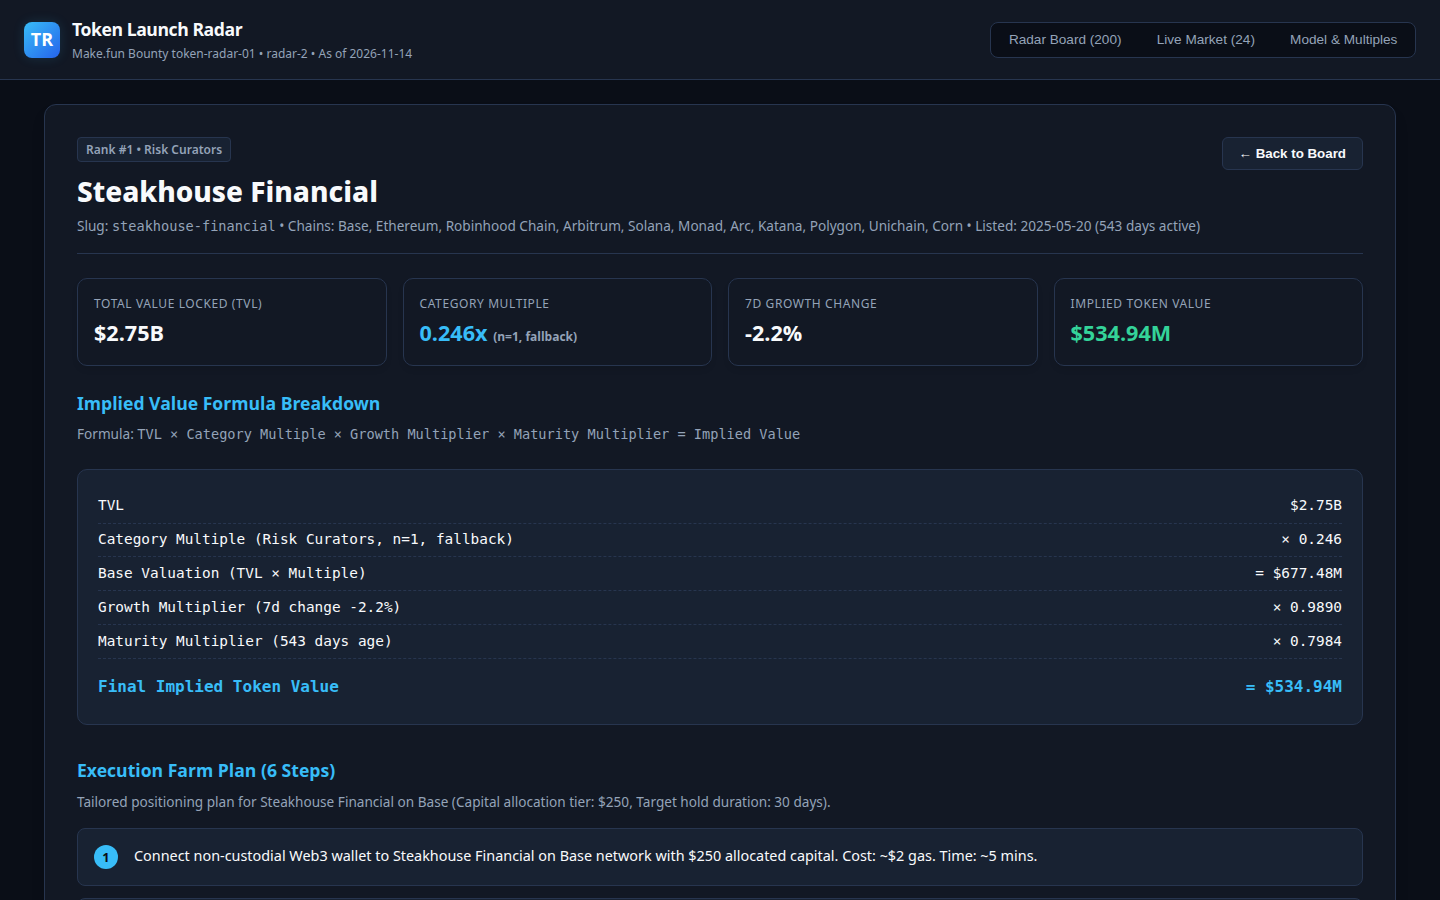 TR
Token Launch Radar
Make.fun Bounty token-radar-01 • radar-2 • As of 2026-11-14
Radar Board (200)
Live Market (24)
Model & Multiples
Rank #1 • Risk Curators
← Back to Board
Steakhouse Financial
Slug: steakhouse-financial • Chains: Base, Ethereum, Robinhood Chain, Arbitrum, Solana, Monad, Arc, Katana, Polygon, Unichain, Corn • Listed: 2025-05-20 (543 days active)
TOTAL VALUE LOCKED (TVL)
$2.75B
CATEGORY MULTIPLE
0.246x (n=1, fallback)
7D GROWTH CHANGE
-2.2%
IMPLIED TOKEN VALUE
$534.94M
Implied Value Formula Breakdown
Formula: TVL × Category Multiple × Growth Multiplier × Maturity Multiplier = Implied Value
TVL $2.75B
Category Multiple (Risk Curators, n=1, fallback) × 0.246
Base Valuation (TVL × Multiple) = $677.48M
Growth Multiplier (7d change -2.2%) × 0.9890
Maturity Multiplier (543 days age) × 0.7984
Final Implied Token Value = $534.94M
Execution Farm Plan (6 Steps)
Tailored positioning plan for Steakhouse Financial on Base (Capital allocation tier: $250, Target hold duration: 30 days).
1 Connect non-custodial Web3 wallet to Steakhouse Financial on Base network with $250 allocated capital. Cost: ~$2 gas. Time: ~5 mins.